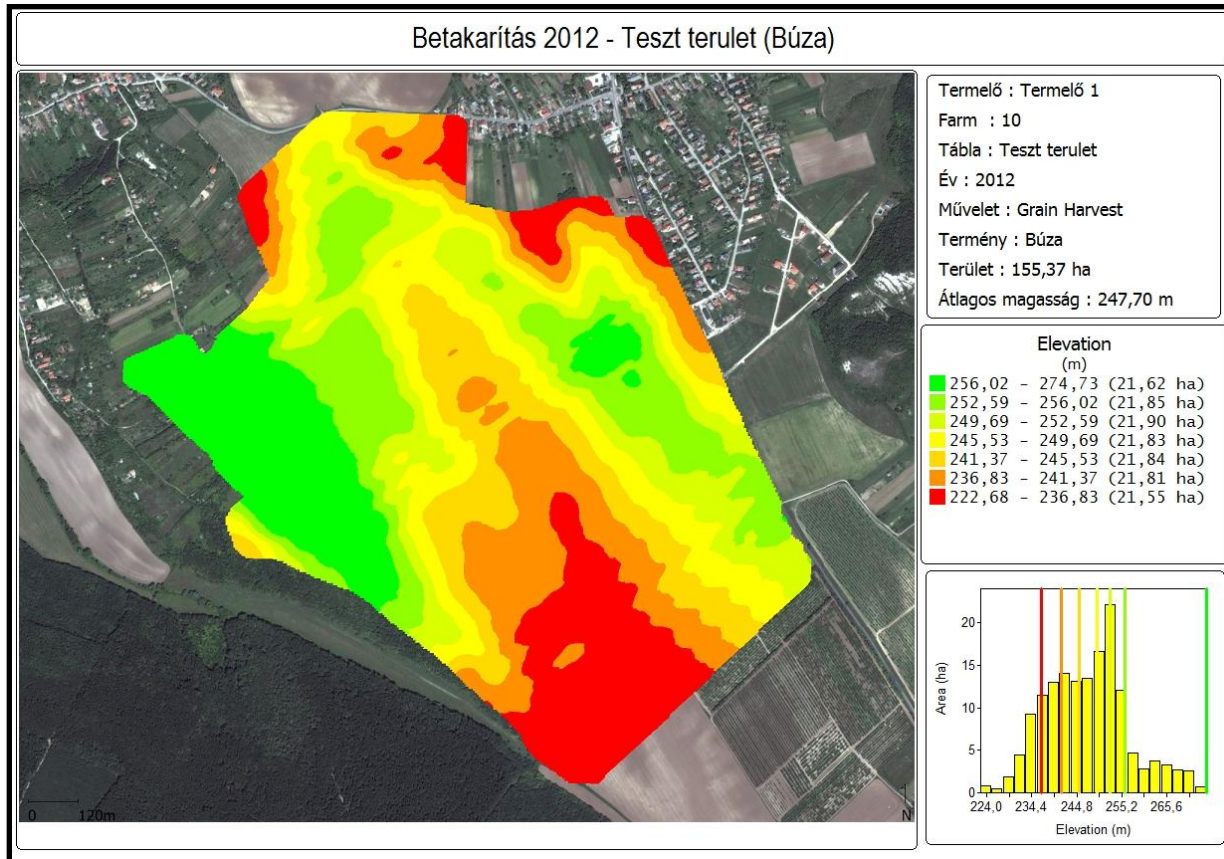 Betakarítás 2012 - Teszt terulet (Búza)
Termelő : Termelő 1
Farm : 10
Tábla : Teszt terulet
Év : 2012
Művelet : Grain Harvest
Termény : Búza
Terület : 155,37 ha
Átlagos magasság : 247,70 m
Elevation
(m)
256,02 - 274,73 (21,62 ha)
252,59 - 256,02 (21,85 ha)
249,69 - 252,59 (21,90 ha)
245,53 - 249,69 (21,83 ha)
241,37 - 245,53 (21,84 ha)
236,83 - 241,37 (21,81 ha)
222,68 - 236,83 (21,55 ha)
20
15
10
5
0
Area (ha)
224,0 234,4 244,8 255,2 265,6
Elevation (m)
0 120m
N